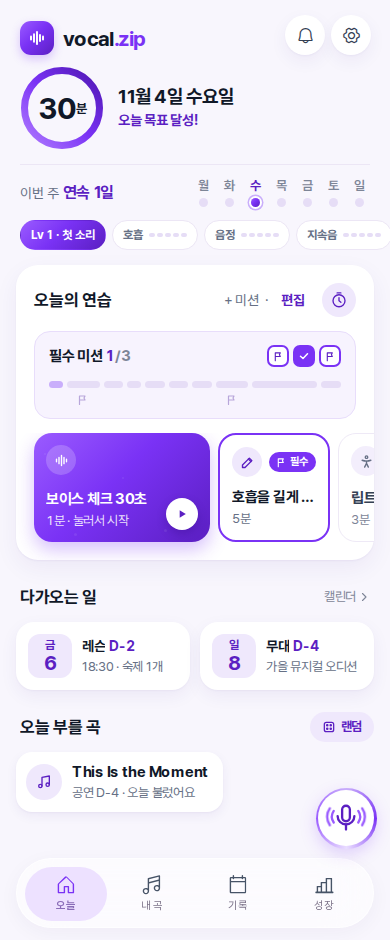 vocal.zip
30분
11월 4일 수요일
오늘 목표 달성!
이번 주 연속 1일
월 화 수 목 금 토 일
Lv 1 · 첫 소리 호흡 음정 지속음
오늘의 연습 + 미션 · 편집
필수 미션 1/3
보이스 체크 30초
1분 · 눌러서 시작
필수
호흡을 길게 ...
5분
립트
3분
다가오는 일 캘린더
금
6
레슨 D-2
18:30 · 숙제 1개
일
8
무대 D-4
가을 뮤지컬 오디션
오늘 부를 곡 랜덤
This Is the Moment
공연 D-4 · 오늘 불렀어요
오늘 내 곡 기록 성장